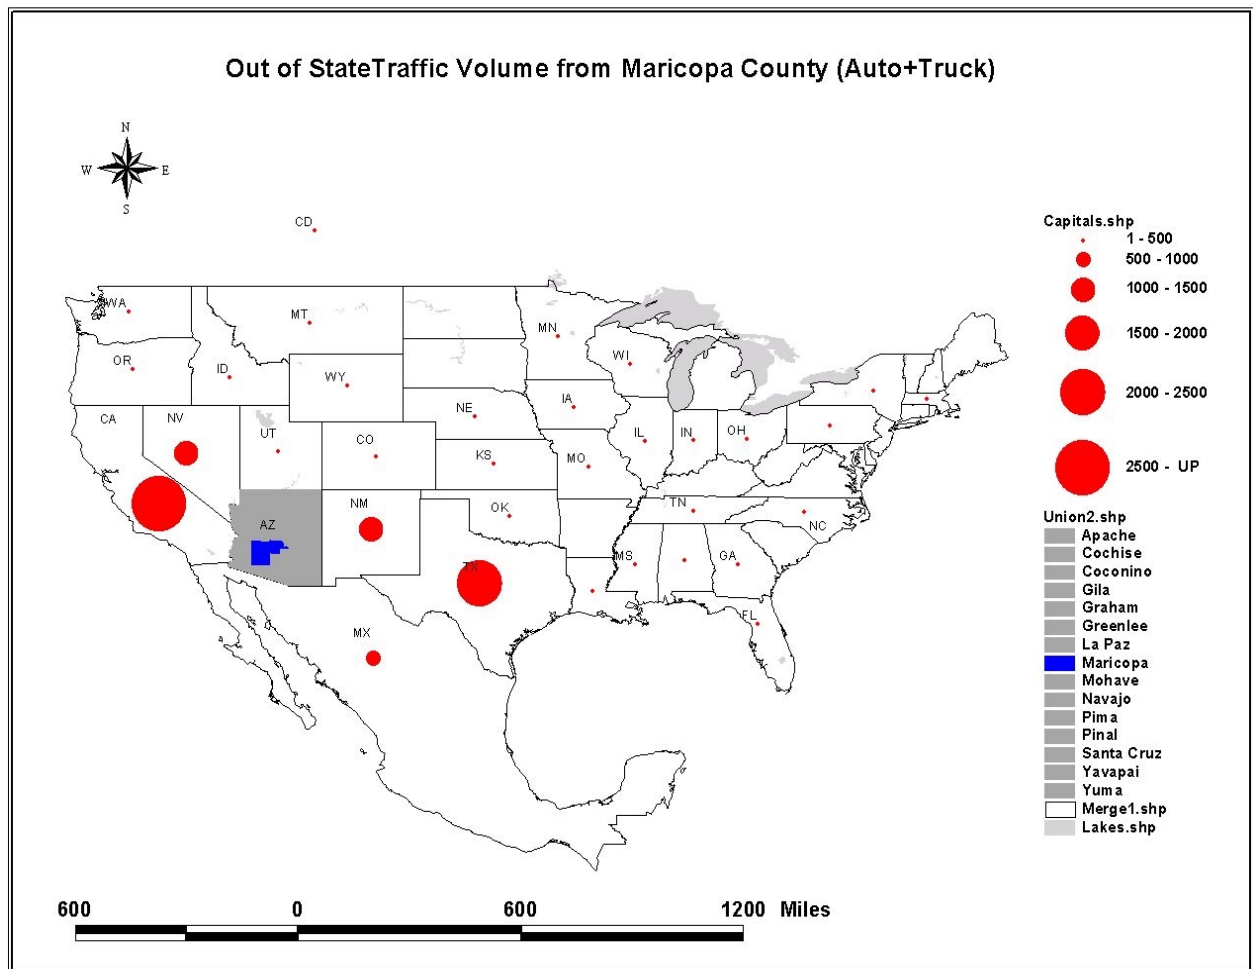 Out of StateTraffic Volume from Maricopa County (Auto+Truck)
N
W E
S
CD
WA
MT
MN
OR
ID
WY
WI
CA
NV
UT
CO
NE
IA
KS
MO
IL
IN
OH
AZ
NM
OK
TN
NC
TX
MS
GA
FL
MX
Capitals.shp
1 - 500
500 - 1000
1000 - 1500
1500 - 2000
2000 - 2500
2500 - UP
Union2.shp
Apache
Cochise
Coconino
Gila
Graham
Greenlee
La Paz
Maricopa
Mohave
Navajo
Pima
Pinal
Santa Cruz
Yavapai
Yuma
Merge1.shp
Lakes.shp
600 0 600 1200 Miles